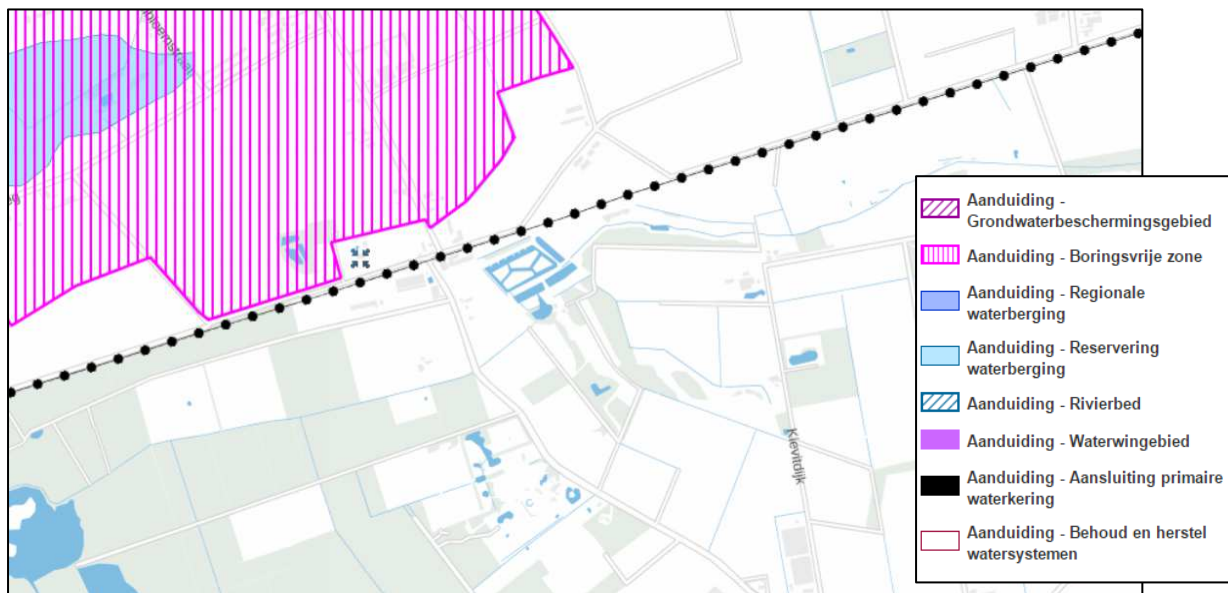 Kievitdijk
Aanduiding -
Grondwaterbeschermingsgebied
Aanduiding - Boringsvrije zone
Aanduiding - Regionale
waterberging
Aanduiding - Reservering
waterberging
Aanduiding - Rivierbed
Aanduiding - Waterwingebied
Aanduiding - Aansluiting primaire
waterkering
Aanduiding - Behoud en herstel
watersystemen